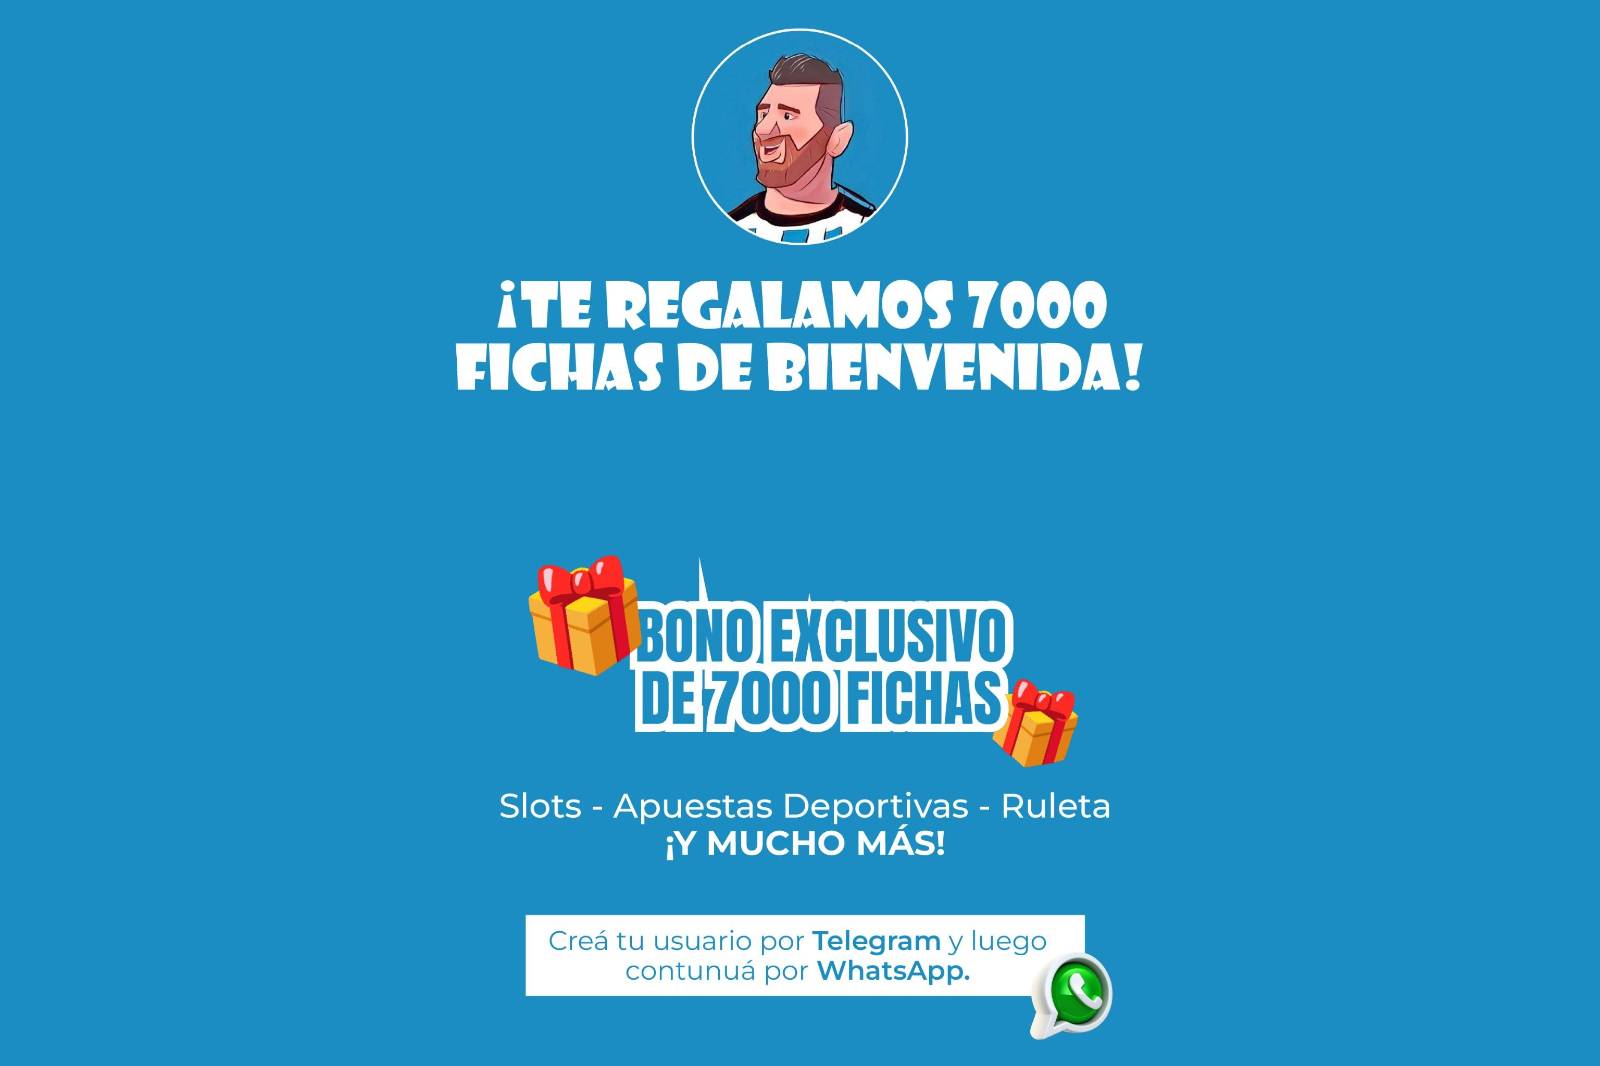 ¡TE REGALAMOS 7000
FICHAS DE BIENVENIDA!
BONO EXCLUSIVO
DE 7000 FICHAS
Slots - Apuestas Deportivas - Ruleta
¡Y MUCHO MÁS!
Creá tu usuario por Telegram y luego
contunuá por WhatsApp.